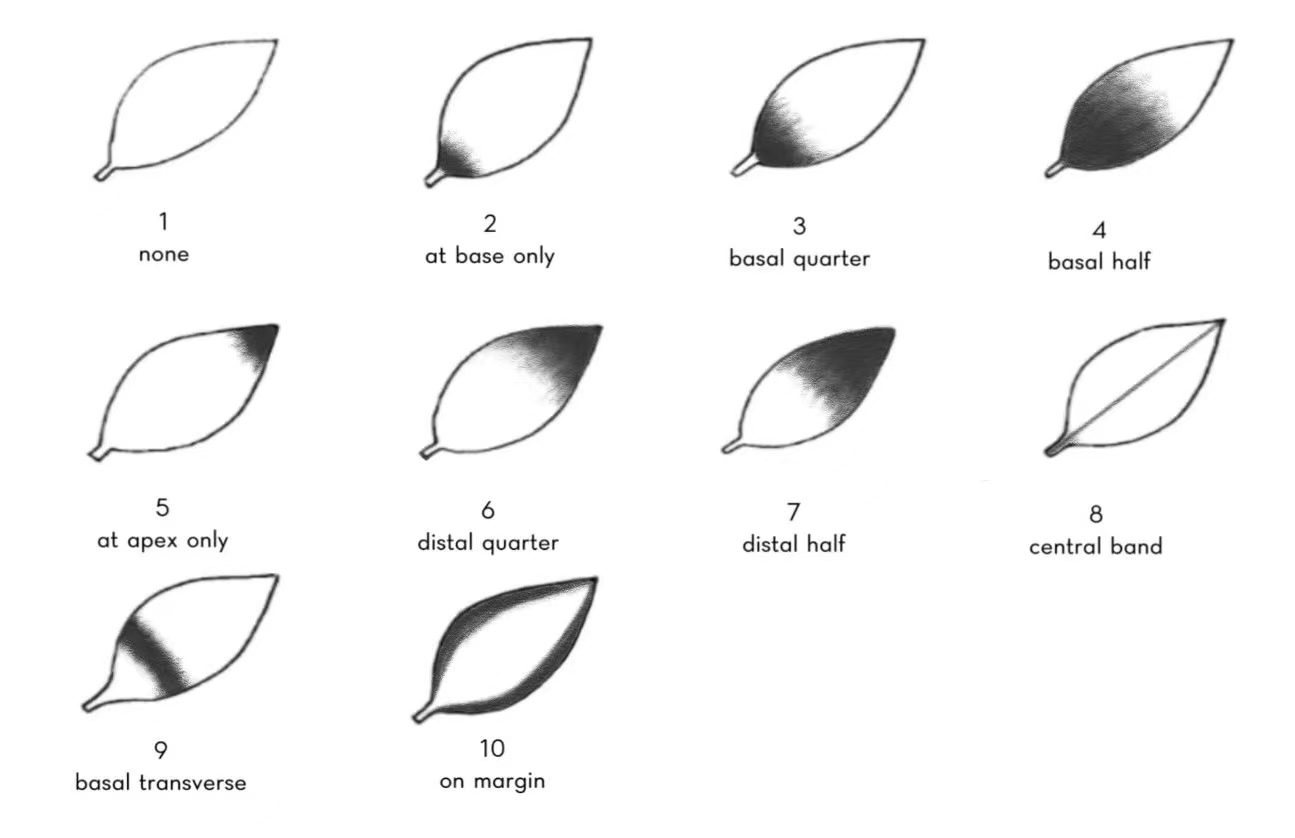 1
none
2
at base only
3
basal quarter
4
basal half
5
at apex only
6
distal quarter
7
distal half
8
central band
9
basal transverse
10
on margin